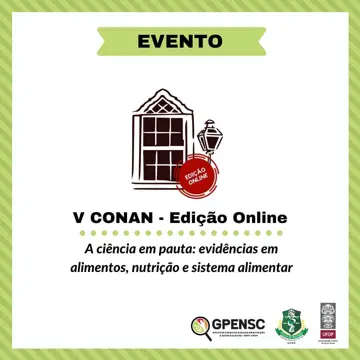 EVENTO
EDIÇÃO
ONLINE
V CONAN - Edição Online
A ciência em pauta: evidências em
alimentos, nutrição e sistema alimentar
GPENSC
UFOP